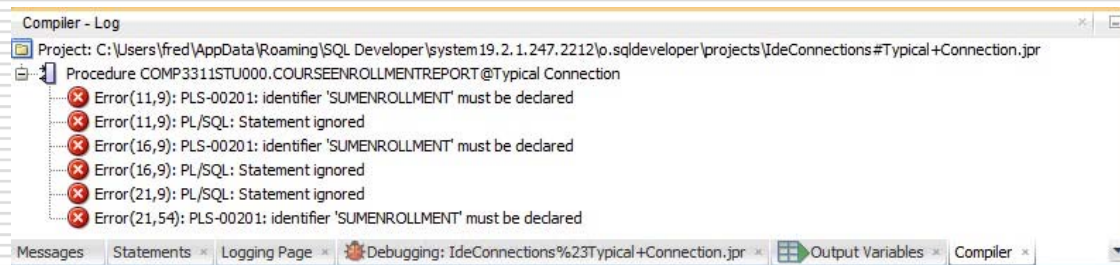 Compiler - Log
Project: C:\Users\fred\AppData\Roaming\SQL Developer\system19.2.1.247.2212\o.sqldeveloper\projects\IdeConnections#Typical+Connection.jpr
Procedure COMP3311STU000.COURSEENROLLMENTREPORT@Typical Connection
Error(11,9): PLS-00201: identifier 'SUMENROLLMENT' must be declared
Error(11,9): PL/SQL: Statement ignored
Error(16,9): PLS-00201: identifier 'SUMENROLLMENT' must be declared
Error(16,9): PL/SQL: Statement ignored
Error(21,9): PL/SQL: Statement ignored
Error(21,54): PLS-00201: identifier 'SUMENROLLMENT' must be declared
Messages Statements Logging Page Debugging: IdeConnections%23Typical+Connection.jpr Output Variables Compiler